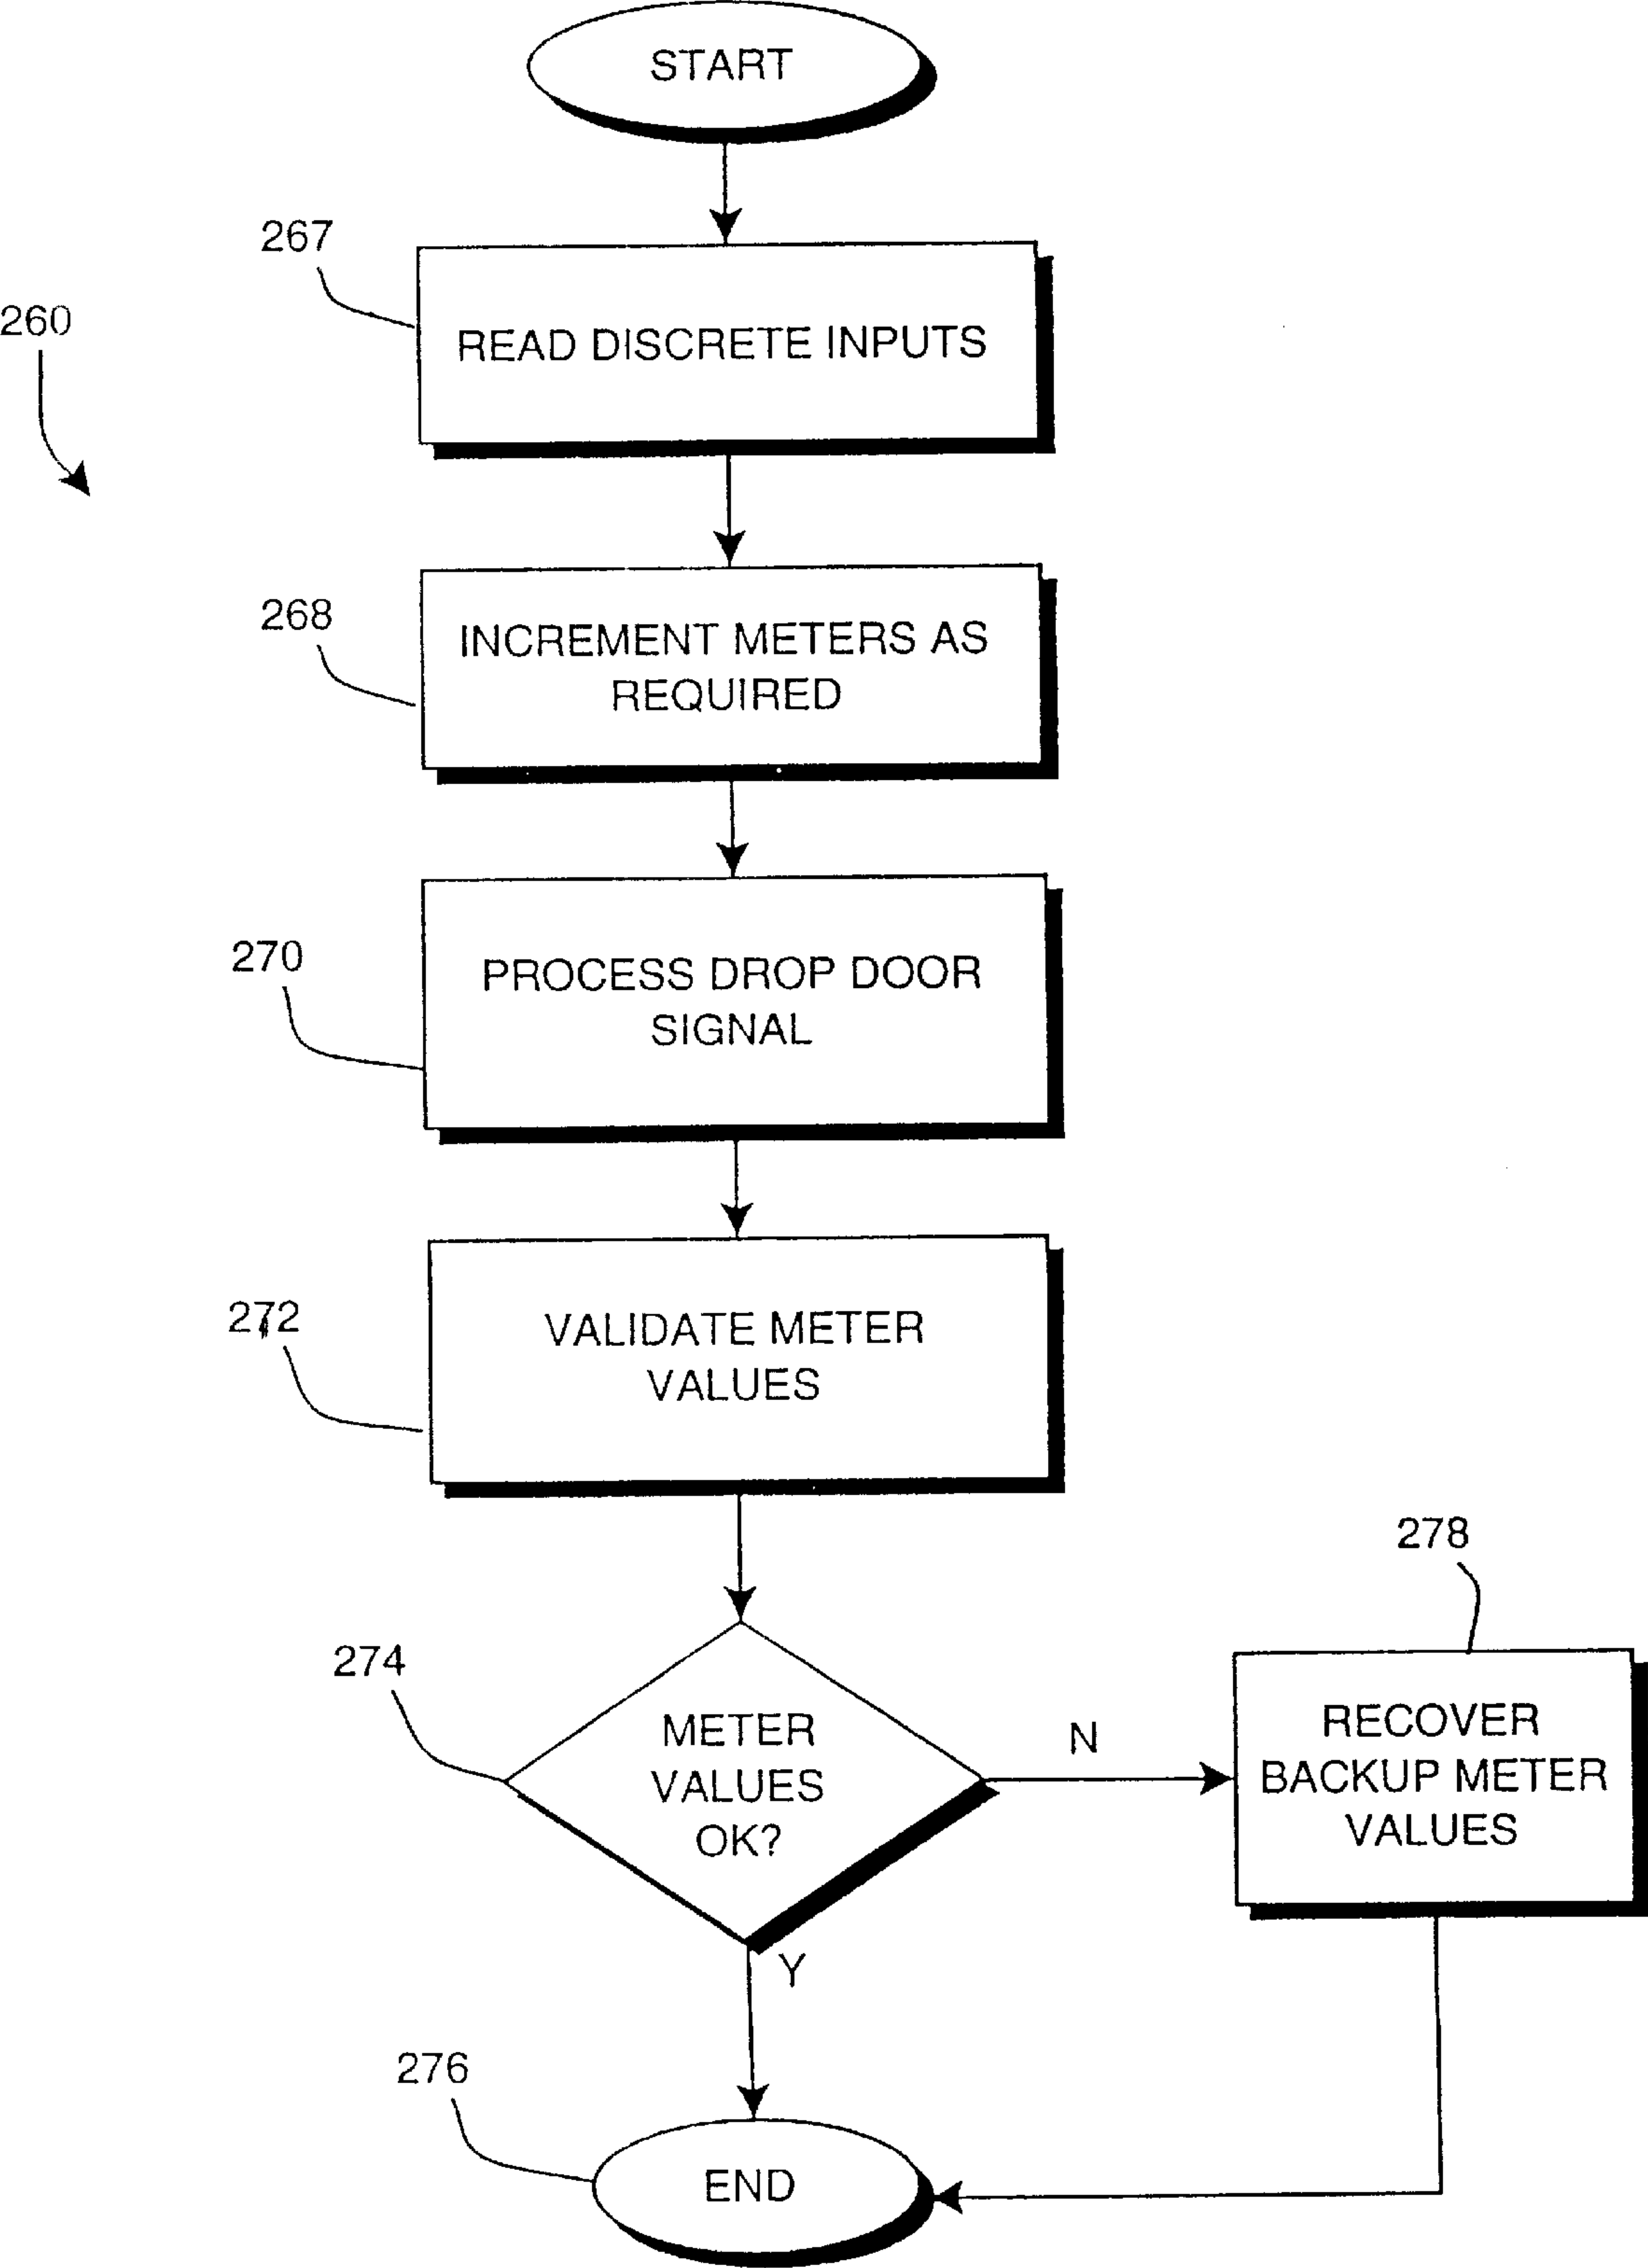 START
267
260
READ DISCRETE INPUTS
268
INCREMENT METERS AS
REQUIRED
270
PROCESS DROP DOOR
SIGNAL
272
VALIDATE METER
VALUES
278
274
METER
VALUES
OK?
N
RECOVER
BACKUP METER
VALUES
Y
276
END